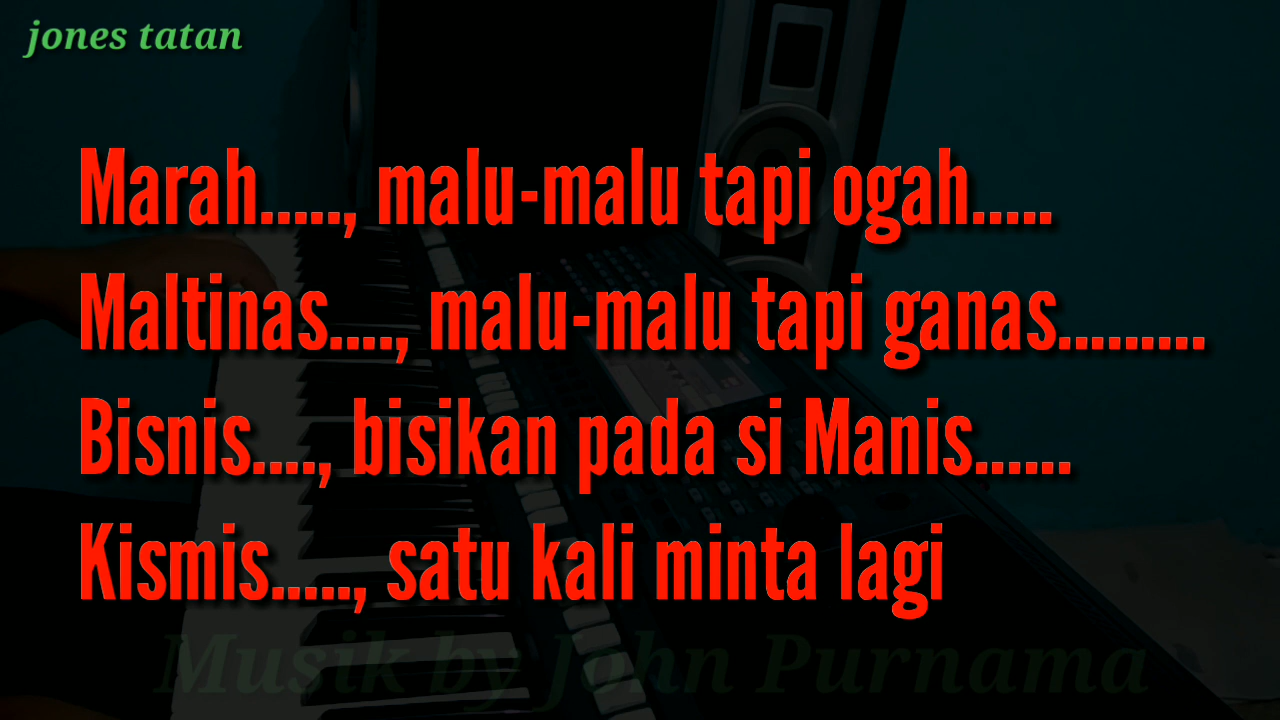 jones tatan
Marah....., malu-malu tapi ogah.....
Maltinas...., malu-malu tapi ganas.........
Bisnis...., bisikan pada si Manis......
Kismis....., satu kali minta lagi
Musik by John Purnama